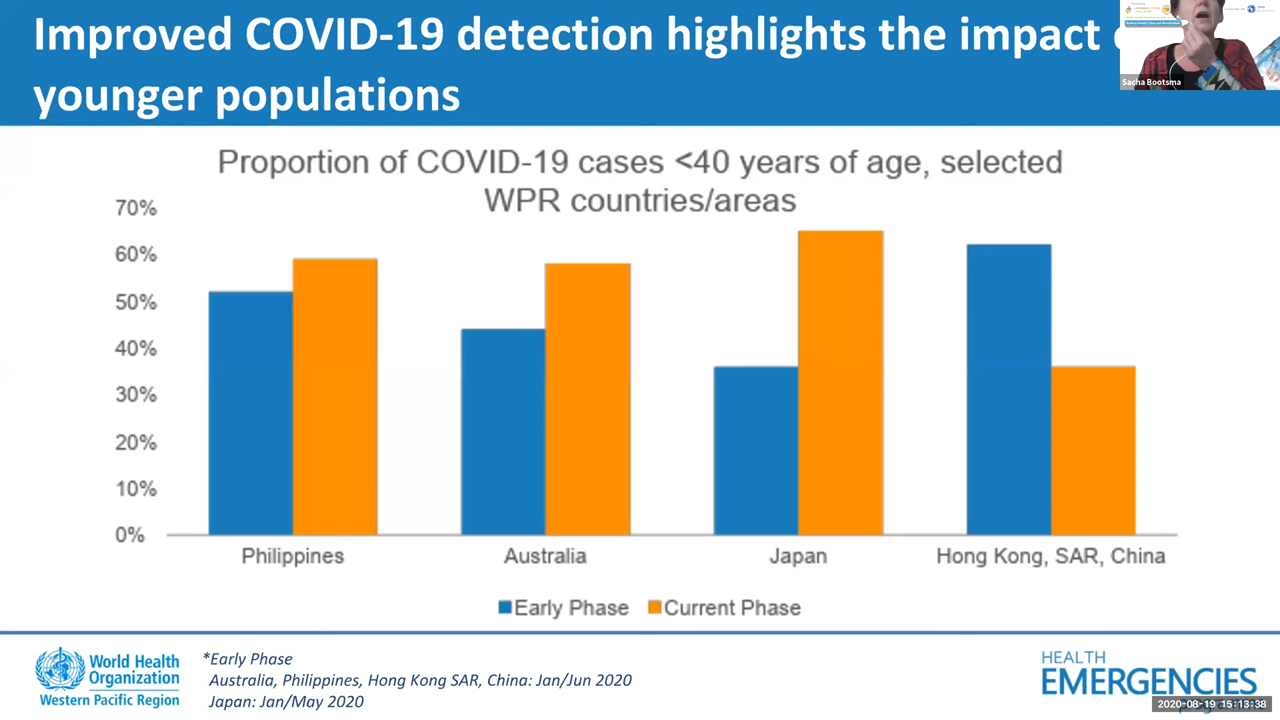 Improved COVID-19 detection highlights the impact
younger populations
Sacha Bootsma
Proportion of COVID-19 cases <40 years of age, selected
WPR countries/areas
70%
60%
50%
40%
30%
20%
10%
0%
Philippines
Australia
Japan
Hong Kong, SAR, China
Early Phase
Current Phase
World Health
Organization
Western Pacific Region
*Early Phase
Australia, Philippines, Hong Kong SAR, China: Jan/Jun 2020
Japan: Jan/May 2020
HEALTH
EMERGENCIES
2020-08-19 15:13:38